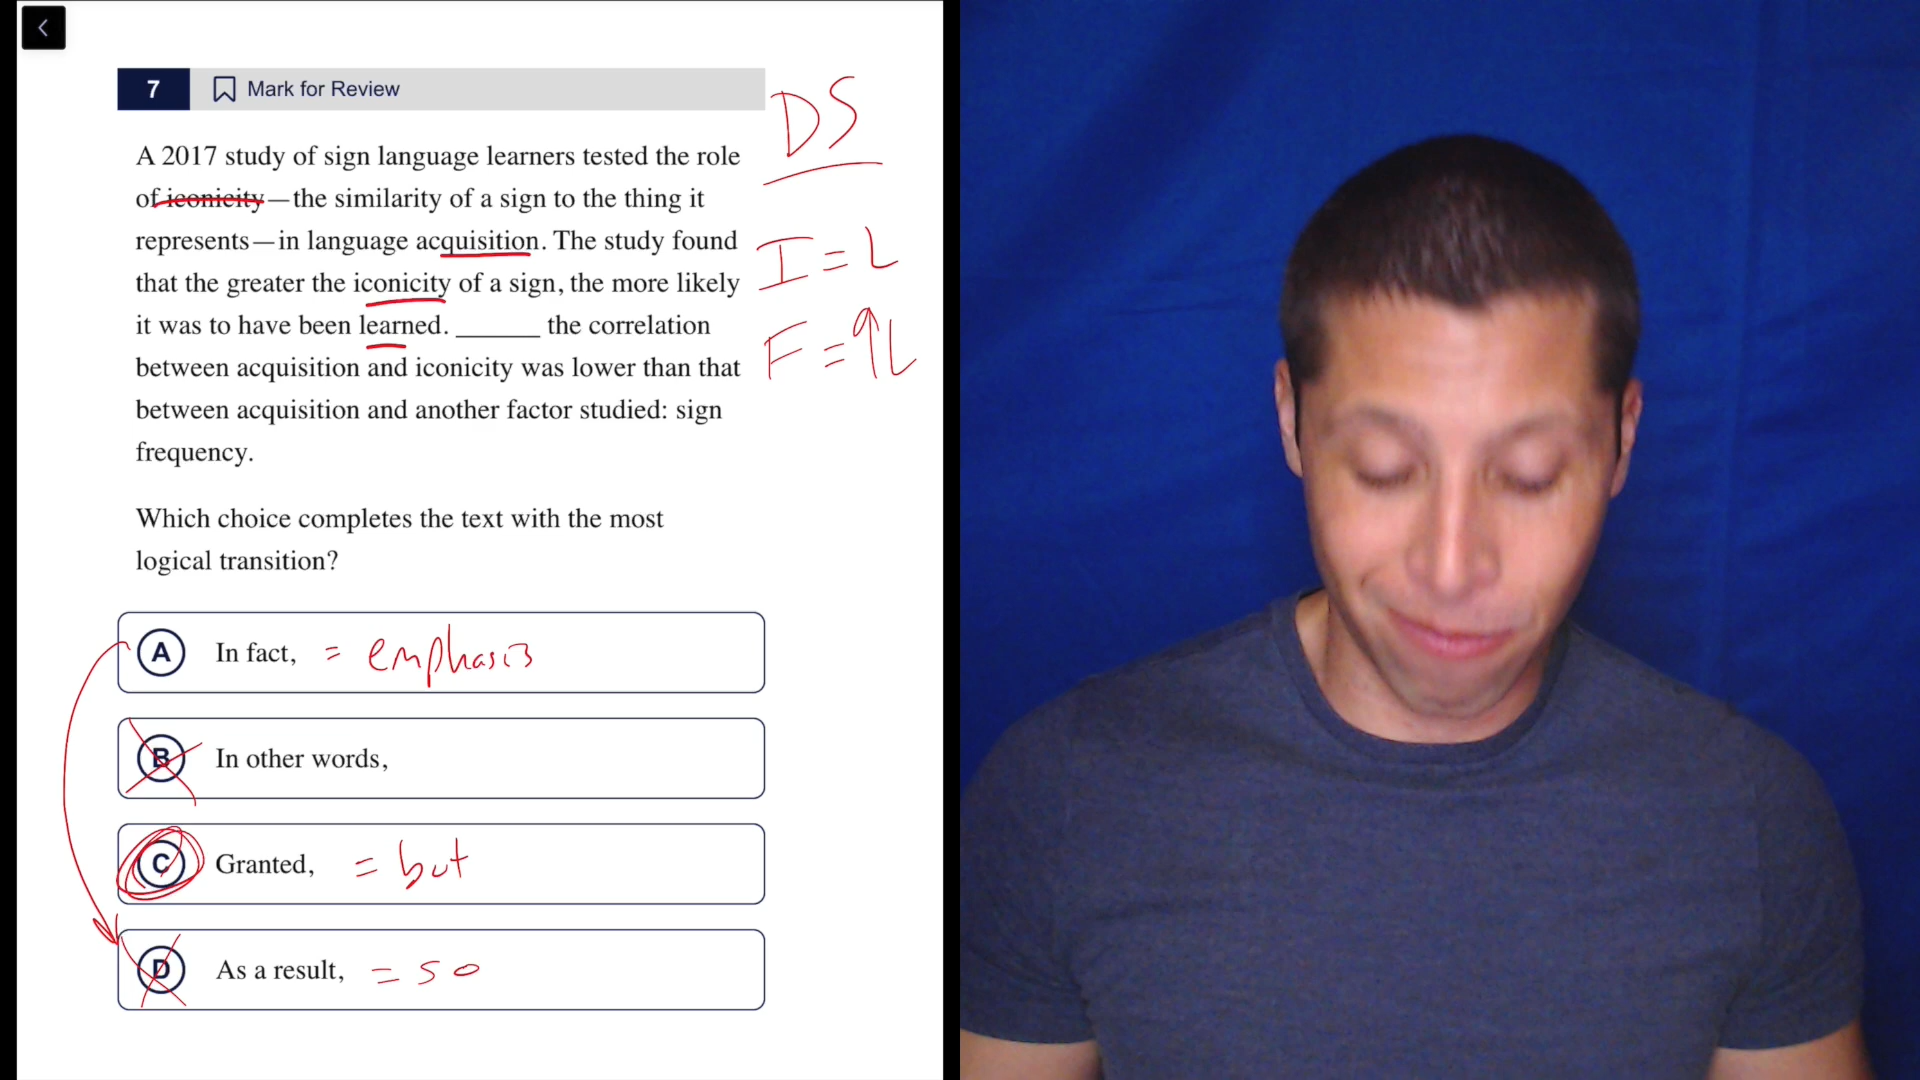 7 Mark for Review
A 2017 study of sign language learners tested the role
of iconicity—the similarity of a sign to the thing it
represents—in language acquisition. The study found
that the greater the iconicity of a sign, the more likely
it was to have been learned. ______ the correlation
between acquisition and iconicity was lower than that
between acquisition and another factor studied: sign
frequency.
DS
I = L
F = ↑L
Which choice completes the text with the most
logical transition?
A In fact, = emphasis
B In other words,
C Granted, = but
D As a result, = so